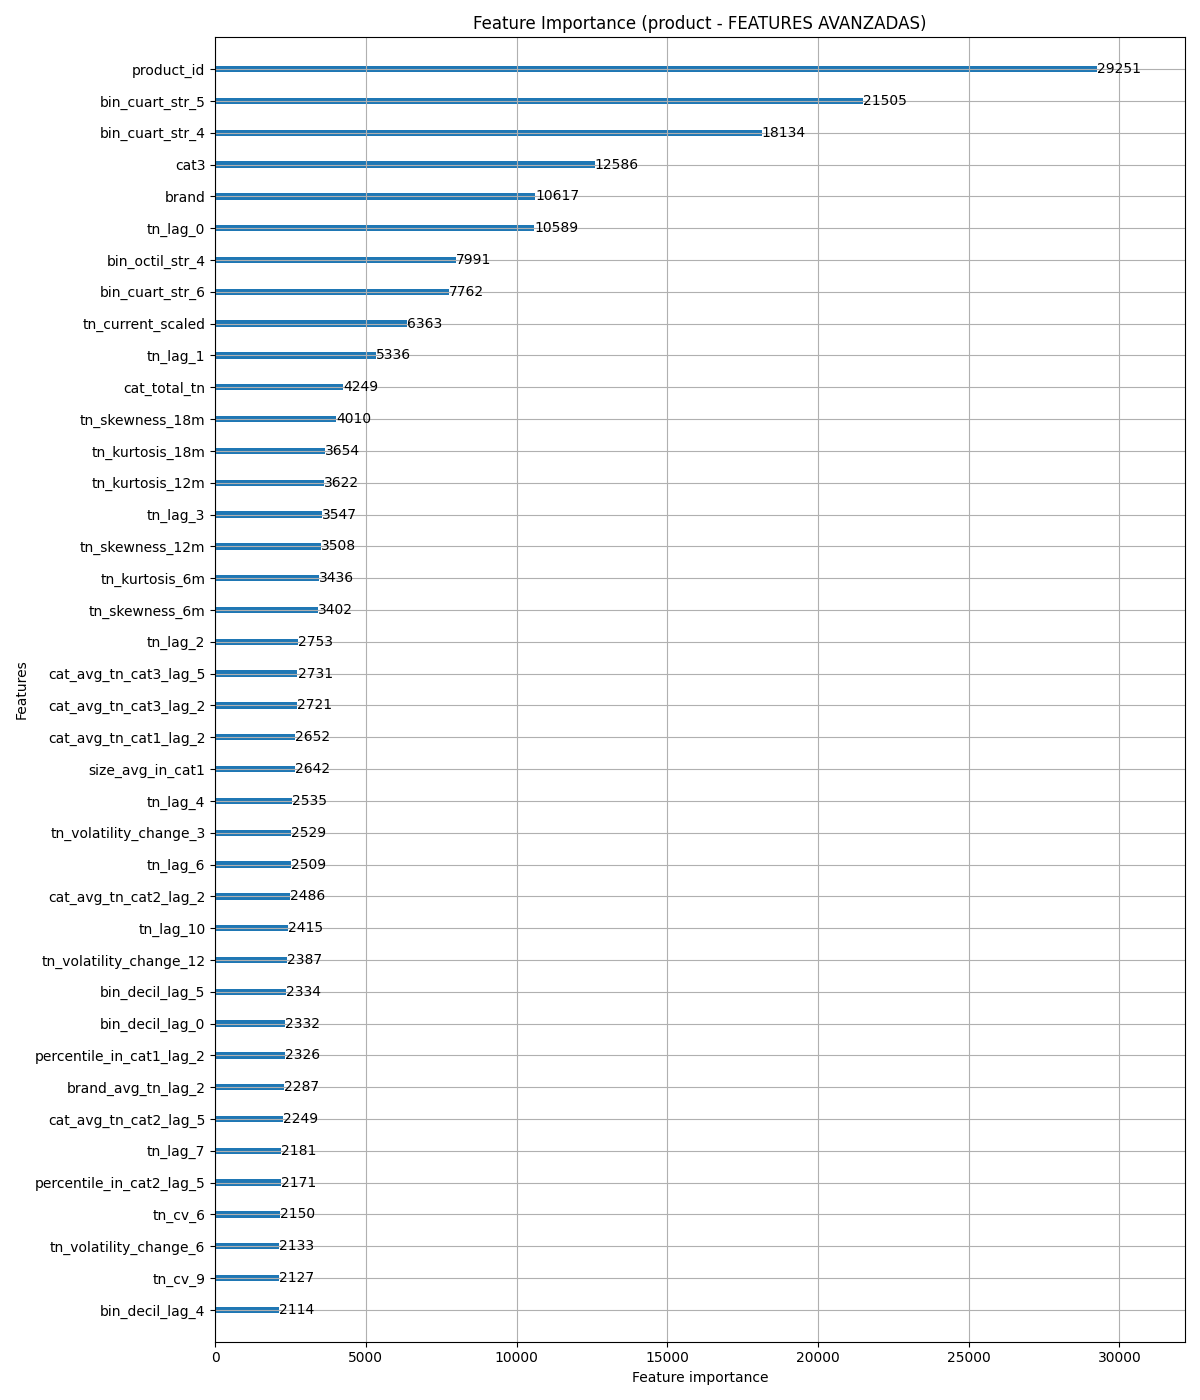 Feature Importance (product - FEATURES AVANZADAS)
product_id 29251
bin_cuart_str_5 21505
bin_cuart_str_4 18134
cat3 12586
brand 10617
tn_lag_0 10589
bin_octil_str_4 7991
bin_cuart_str_6 7762
tn_current_scaled 6363
tn_lag_1 5336
cat_total_tn 4249
tn_skewness_18m 4010
tn_kurtosis_18m 3654
tn_kurtosis_12m 3622
tn_lag_3 3547
tn_skewness_12m 3508
tn_kurtosis_6m 3436
tn_skewness_6m 3402
tn_lag_2 2753
cat_avg_tn_cat3_lag_5 2731
cat_avg_tn_cat3_lag_2 2721
cat_avg_tn_cat1_lag_2 2652
size_avg_in_cat1 2642
tn_lag_4 2535
tn_volatility_change_3 2529
tn_lag_6 2509
cat_avg_tn_cat2_lag_2 2486
tn_lag_10 2415
tn_volatility_change_12 2387
bin_decil_lag_5 2334
bin_decil_lag_0 2332
percentile_in_cat1_lag_2 2326
brand_avg_tn_lag_2 2287
cat_avg_tn_cat2_lag_5 2249
tn_lag_7 2181
percentile_in_cat2_lag_5 2171
tn_cv_6 2150
tn_volatility_change_6 2133
tn_cv_9 2127
bin_decil_lag_4 2114
Features
0 5000 10000 15000 20000 25000 30000
Feature importance